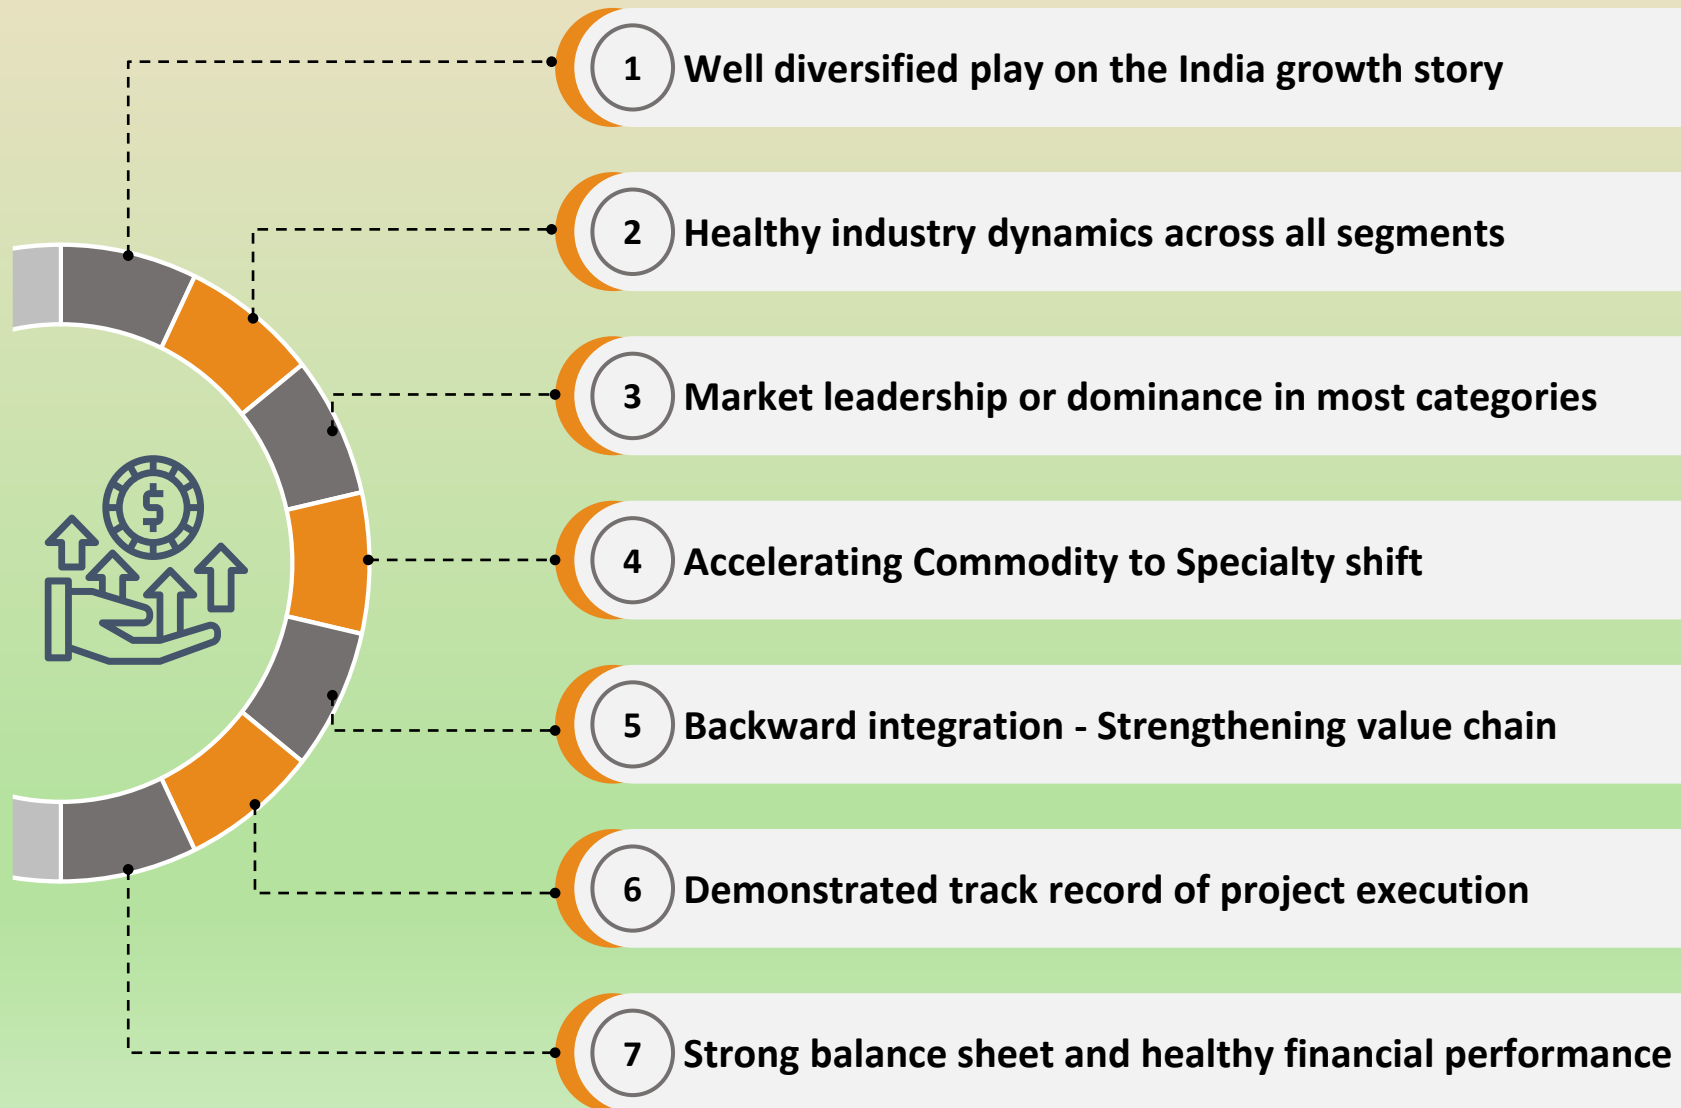 1 Well diversified play on the India growth story
2 Healthy industry dynamics across all segments
3 Market leadership or dominance in most categories
$
4 Accelerating Commodity to Specialty shift
5 Backward integration - Strengthening value chain
6 Demonstrated track record of project execution
7 Strong balance sheet and healthy financial performance